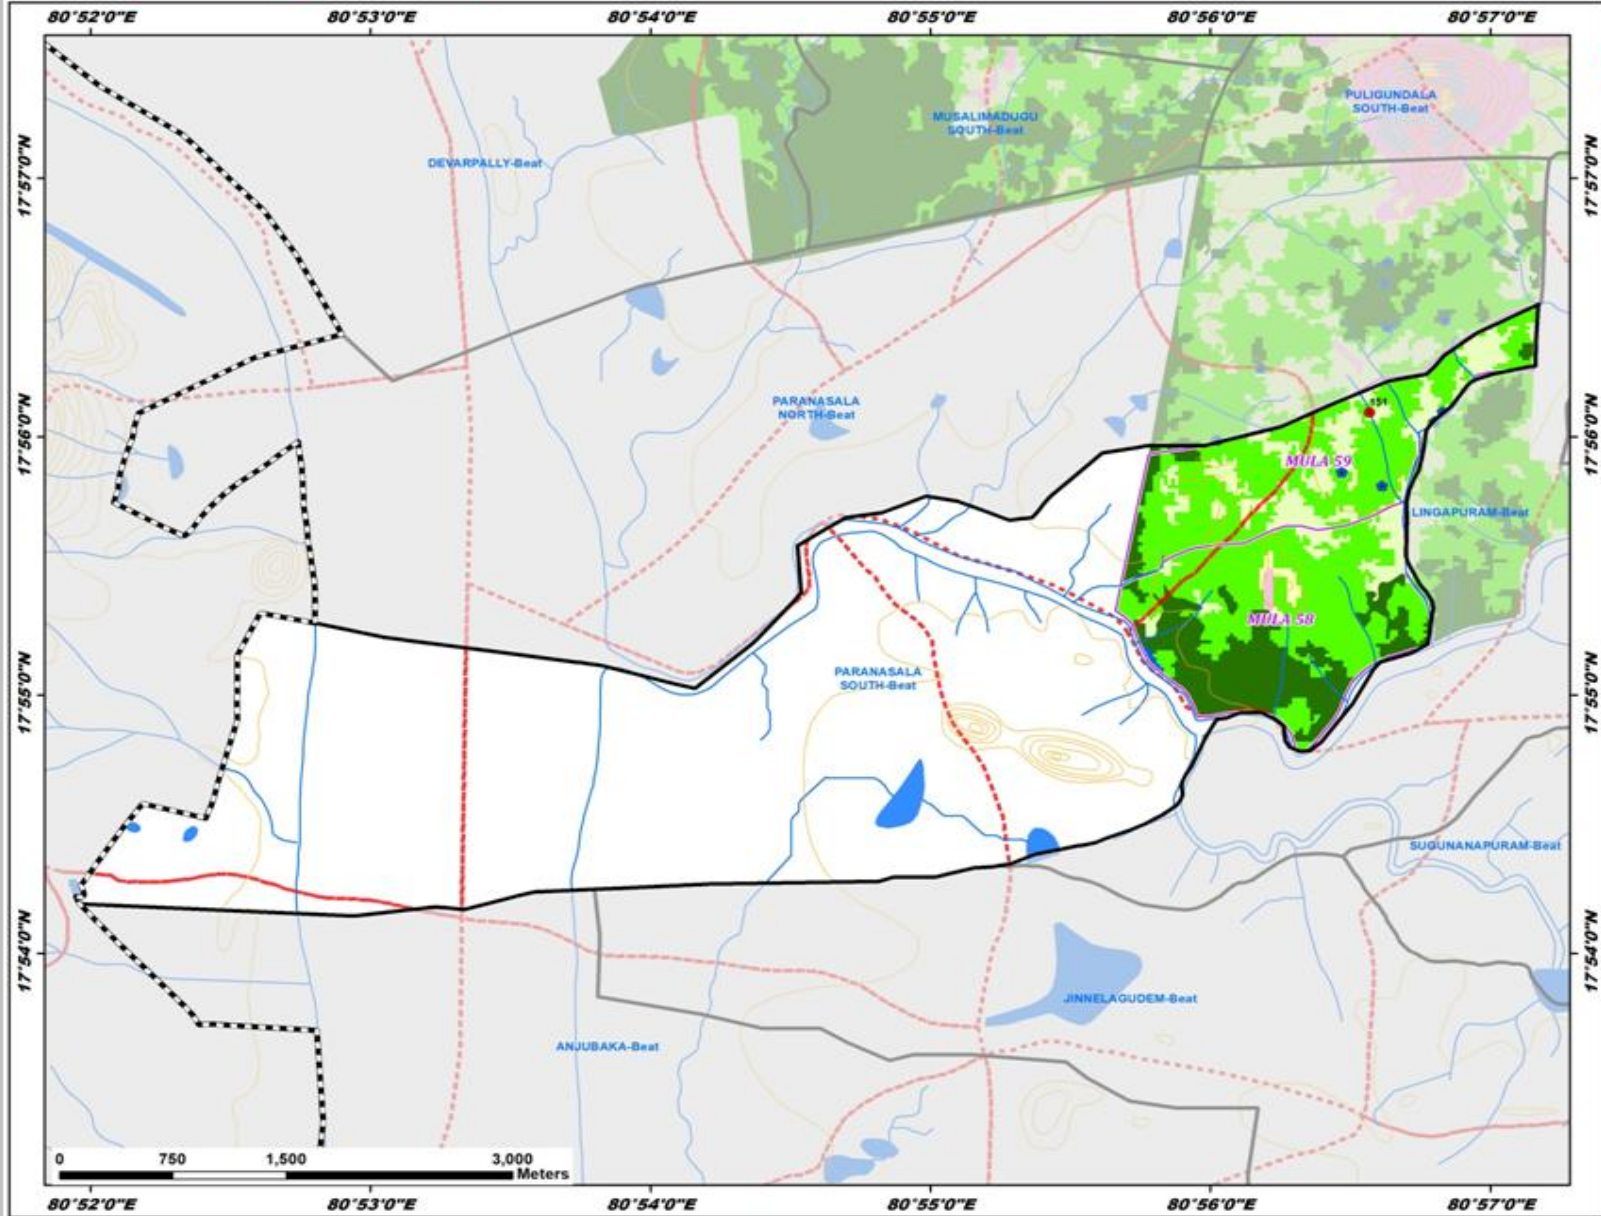 80°52'0"E 80°53'0"E 80°54'0"E 80°55'0"E 80°56'0"E 80°57'0"E
PULIGUNDALA
SOUTH-Beat
MUSALIMADUGU
SOUTH-Beat
DEVARPALLY-Beat
17°57'0"N 17°57'0"N
PARANASALA
NORTH-Beat
151
17°56'0"N 17°56'0"N
MULA 59
LINGAPURAM-Beat
MULA 58
PARANASALA
SOUTH-Beat
17°55'0"N 17°55'0"N
SUGUNANAPURAM-Beat
17°54'0"N 17°54'0"N
JINNELAGUDEM-Beat
ANJUBAKA-Beat
0 750 1,500 3,000
Meters
80°52'0"E 80°53'0"E 80°54'0"E 80°55'0"E 80°56'0"E 80°57'0"E